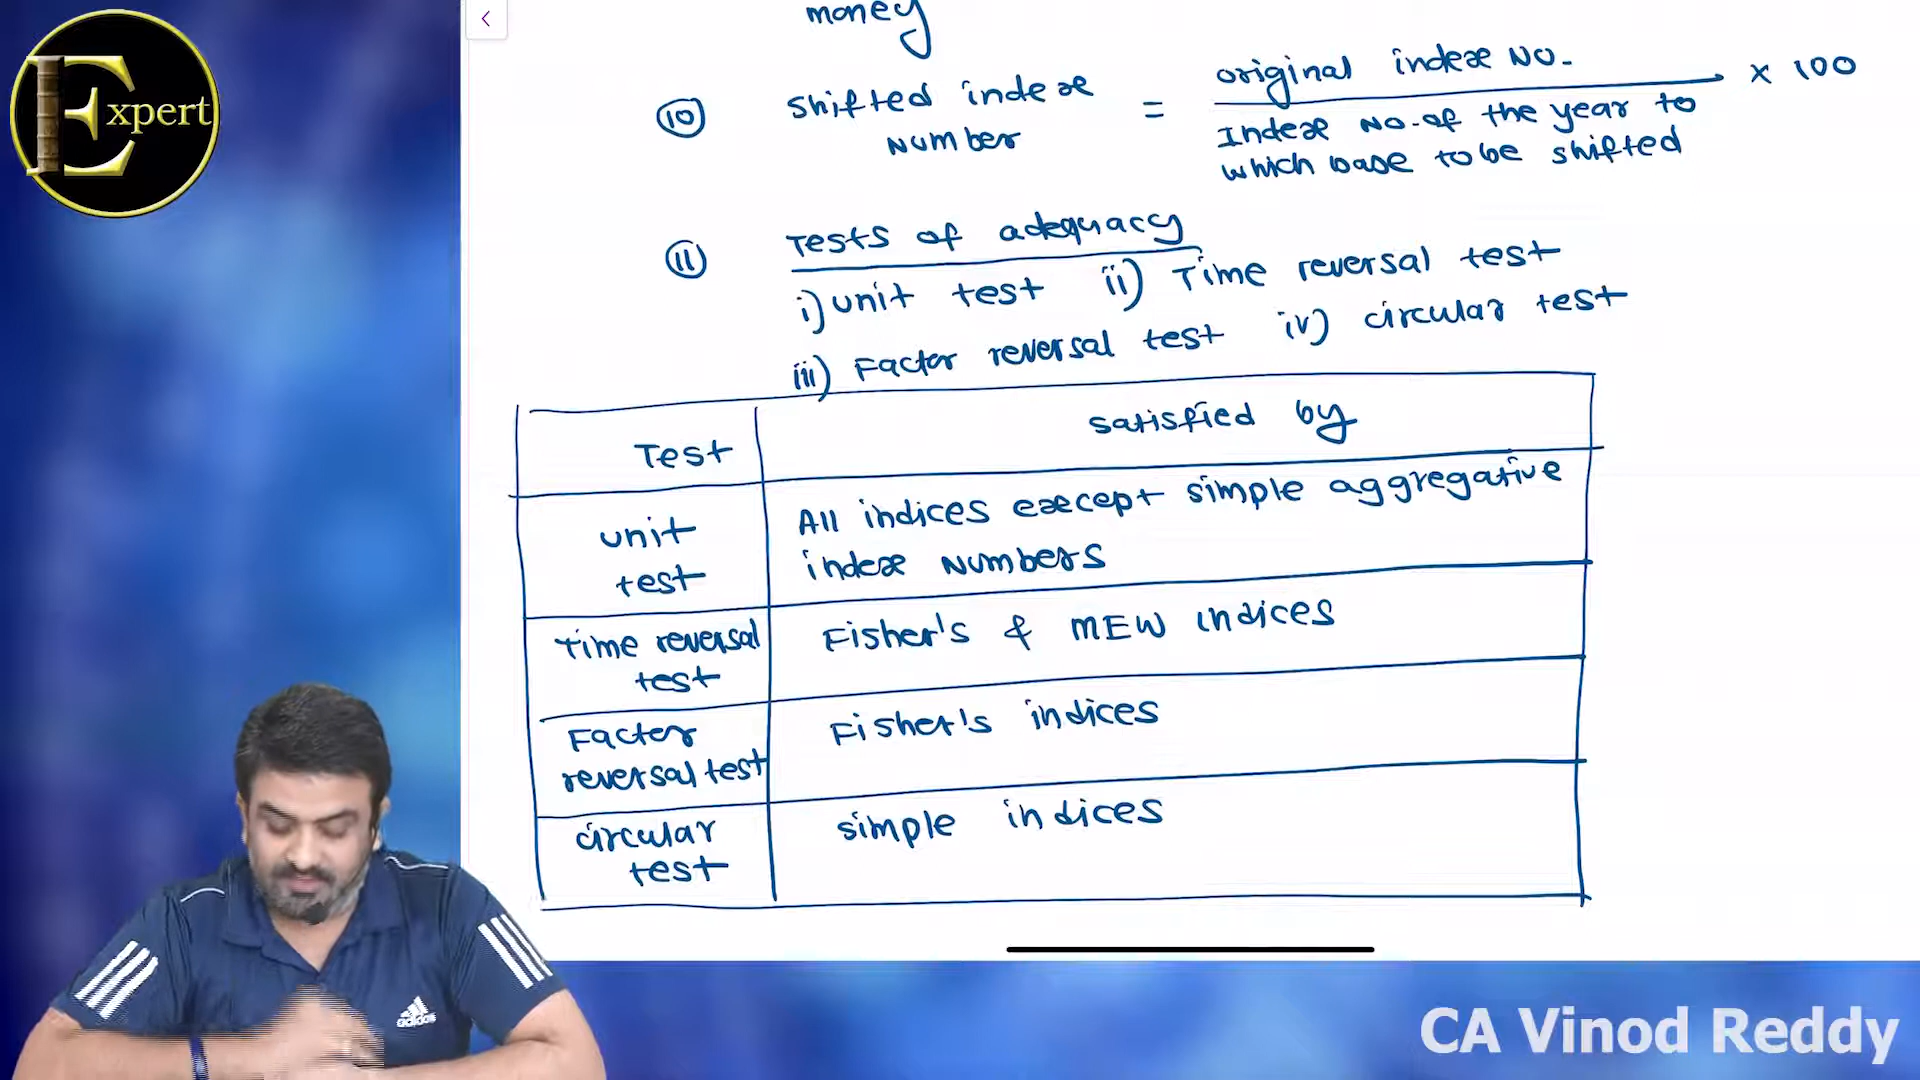 Expert
money
10 Shifted index Number = original index No. / Index No. of the year to which base to be shifted × 100
11 Tests of adequacy
i) unit test ii) Time reversal test
iii) Factor reversal test iv) circular test
Test satisfied by
unit test All indices except simple aggregative index Numbers
Time reversal test Fisher's & MEW indices
Factor reversal test Fisher's indices
circular test simple indices
adidas
CA Vinod Reddy